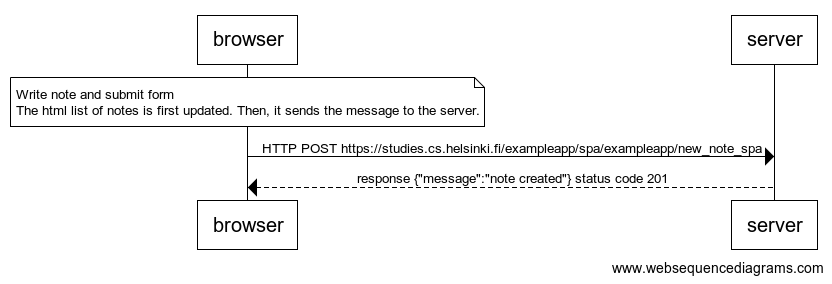 browser
server
Write note and submit form
The html list of notes is first updated. Then, it sends the message to the server.
HTTP POST https://studies.cs.helsinki.fi/exampleapp/spa/exampleapp/new_note_spa
response {"message":"note created"} status code 201
browser
server
www.websequencediagrams.com